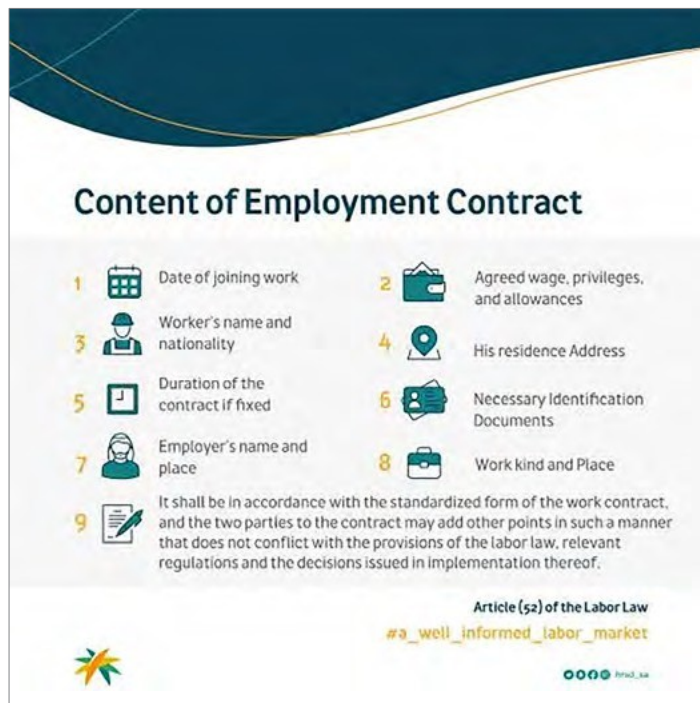 Content of Employment Contract
1 Date of joining work
2 Agreed wage, privileges,
and allowances
3 Worker's name and
nationality
4 His residence Address
5 Duration of the
contract if fixed
6 Necessary Identification
Documents
7 Employer's name and
place
8 Work kind and Place
9 It shall be in accordance with the standardized form of the work contract,
and the two parties to the contract may add other points in such a manner
that does not conflict with the provisions of the labor law, relevant
regulations and the decisions issued in implementation thereof.
Article (52) of the Labor Law
#a_well_informed_labor_market
hrsd_sa